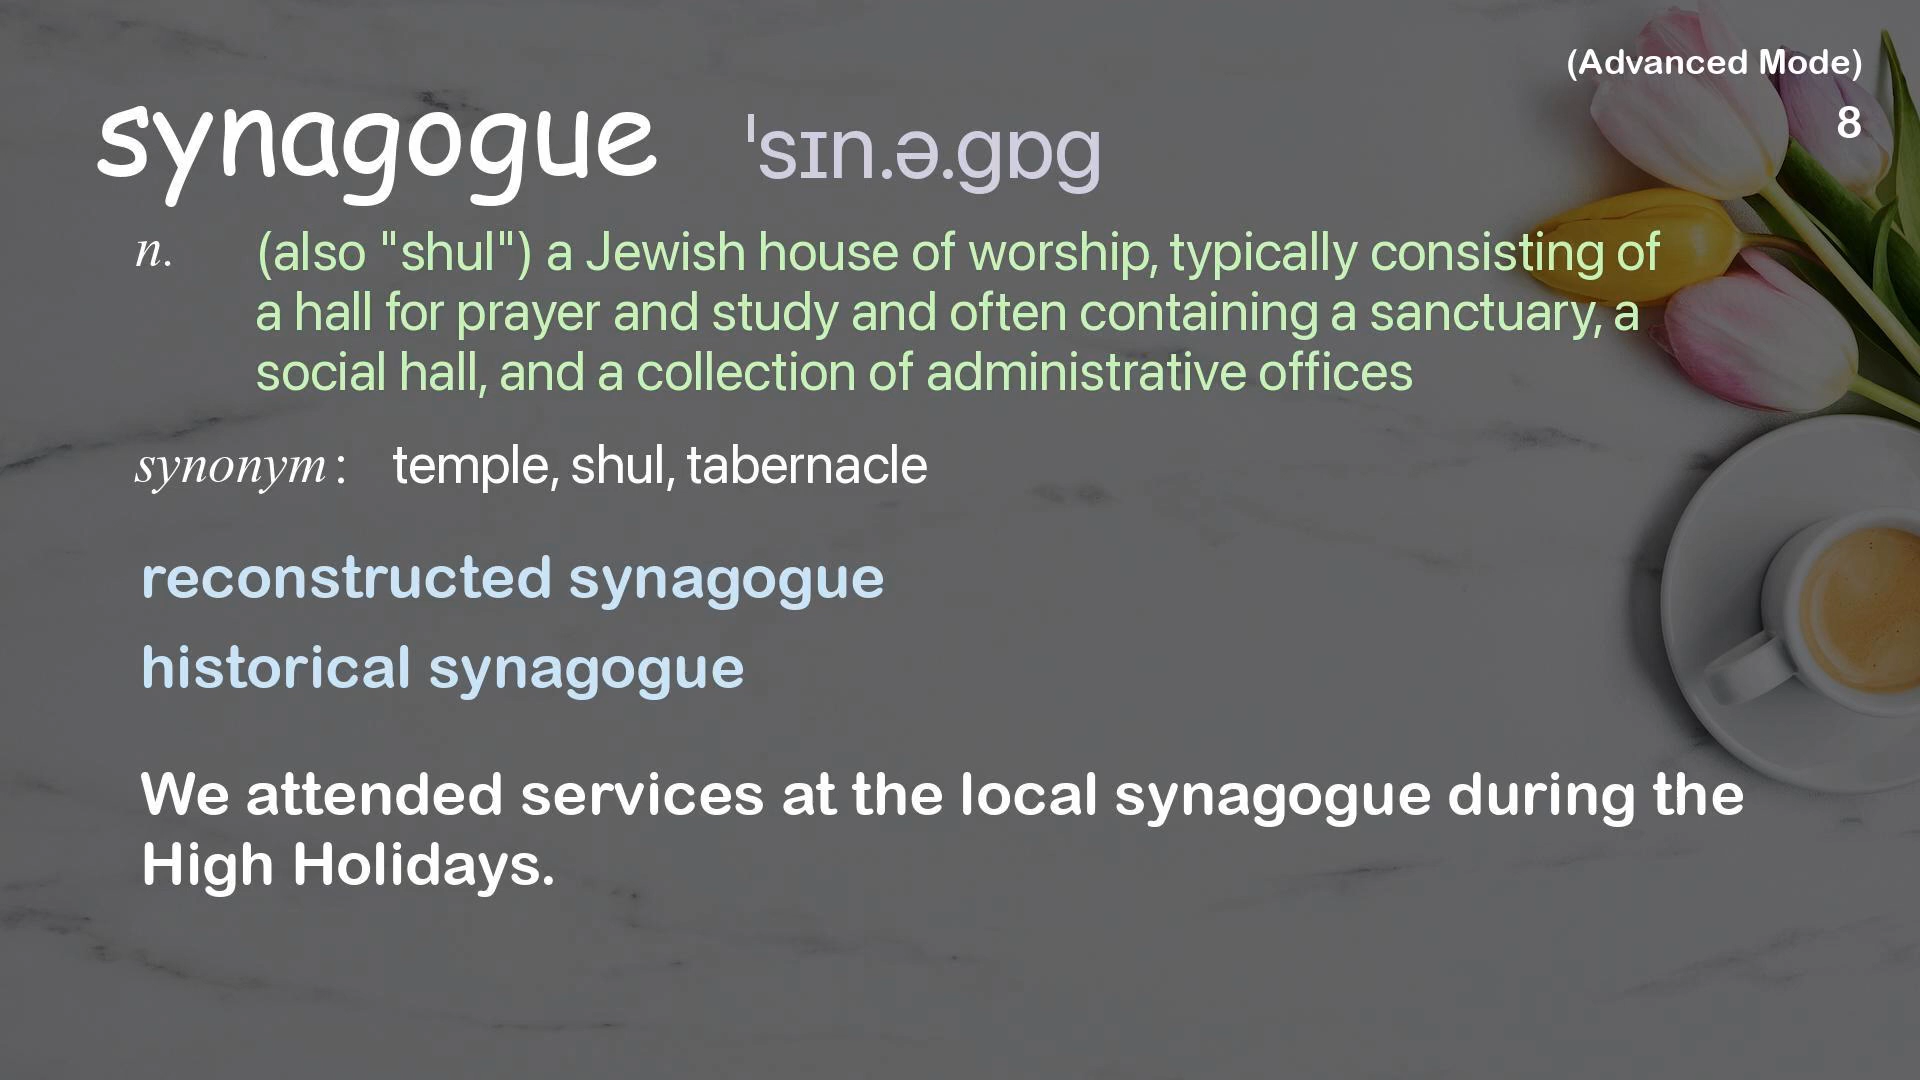 (Advanced Mode)
8
synagogue ˈsɪn.ə.gɒg
n. (also "shul") a Jewish house of worship, typically consisting of
a hall for prayer and study and often containing a sanctuary, a
social hall, and a collection of administrative offices
synonym: temple, shul, tabernacle
reconstructed synagogue
historical synagogue
We attended services at the local synagogue during the
High Holidays.